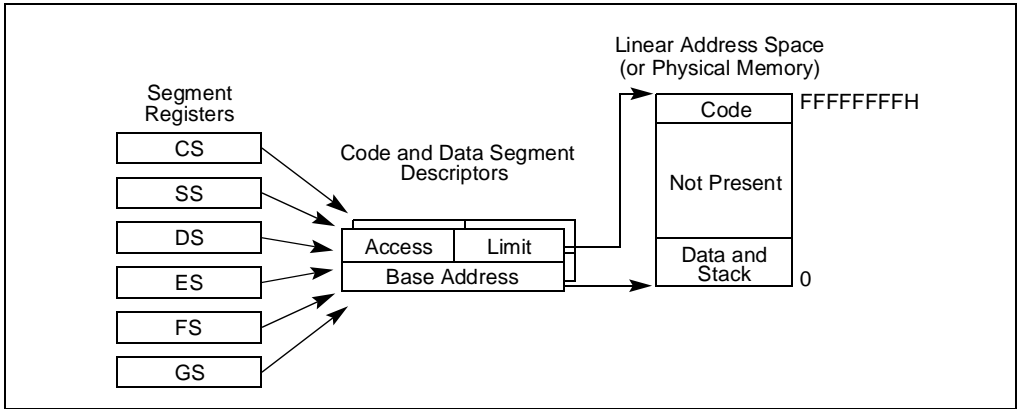 Linear Address Space
(or Physical Memory)
Segment
Registers
CS
SS
DS
ES
FS
GS
Code and Data Segment
Descriptors
Access
Limit
Base Address
Code
FFFFFFFFH
Not Present
Data and
Stack
0